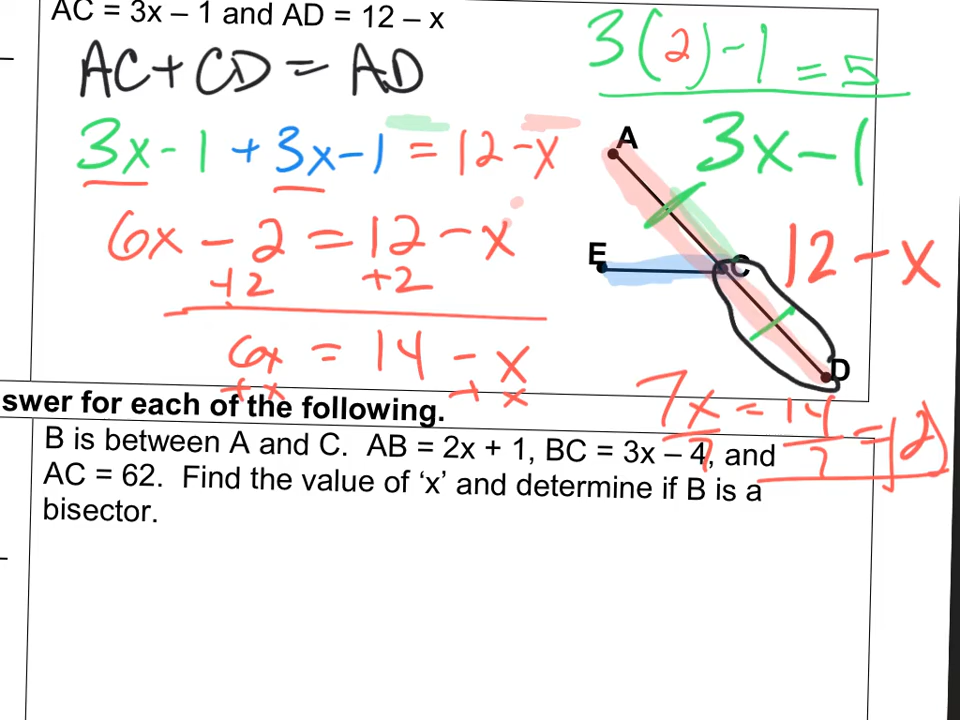 AC = 3x – 1 and AD = 12 – x
AC + CD = AD
3(2) - 1 = 5
3x - 1 + 3x - 1 = 12 - x
A
3x - 1
6x - 2 = 12 - x
+2 +2
E
C
12 - x
6x = 14 - x
+ x + x
D
7x = 14 = 2
7 7
swer for each of the following.
B is between A and C. AB = 2x + 1, BC = 3x – 4, and
AC = 62. Find the value of ‘x’ and determine if B is a
bisector.